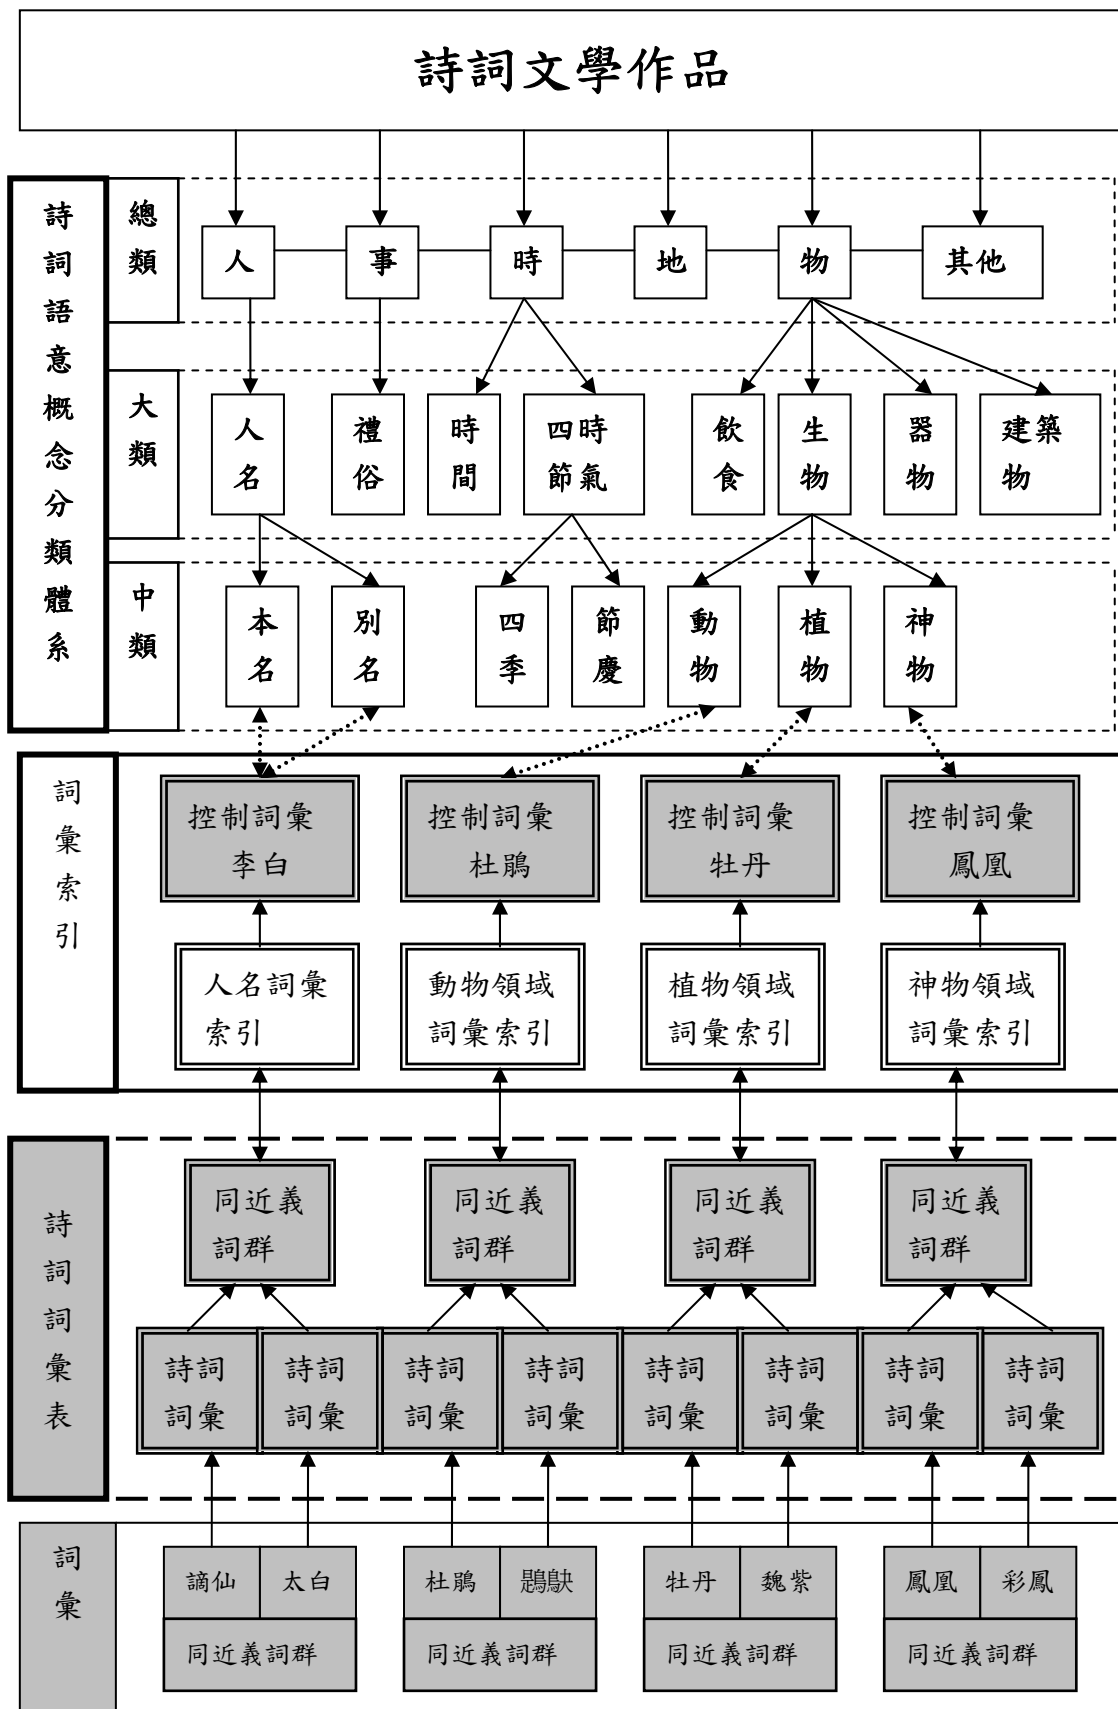 詩詞文學作品
詩詞語意概念分類體系
總類
人
事
時
地
物
其他
大類
人名
禮俗
時間
四時
節氣
飲食
生物
器物
建築
物
中類
本名
別名
四季
節慶
動物
植物
神物
詞彙索引
控制詞彙
李白
控制詞彙
杜鵑
控制詞彙
牡丹
控制詞彙
鳳凰
人名詞彙
索引
動物領域
詞彙索引
植物領域
詞彙索引
神物領域
詞彙索引
詩詞詞彙表
同近義
詞群
同近義
詞群
同近義
詞群
同近義
詞群
詩詞
詞彙
詩詞
詞彙
詩詞
詞彙
詩詞
詞彙
詩詞
詞彙
詩詞
詞彙
詩詞
詞彙
詩詞
詞彙
詞彙
謫仙
太白
杜鵑
鶗鴃
牡丹
魏紫
鳳凰
彩鳳
同近義詞群
同近義詞群
同近義詞群
同近義詞群